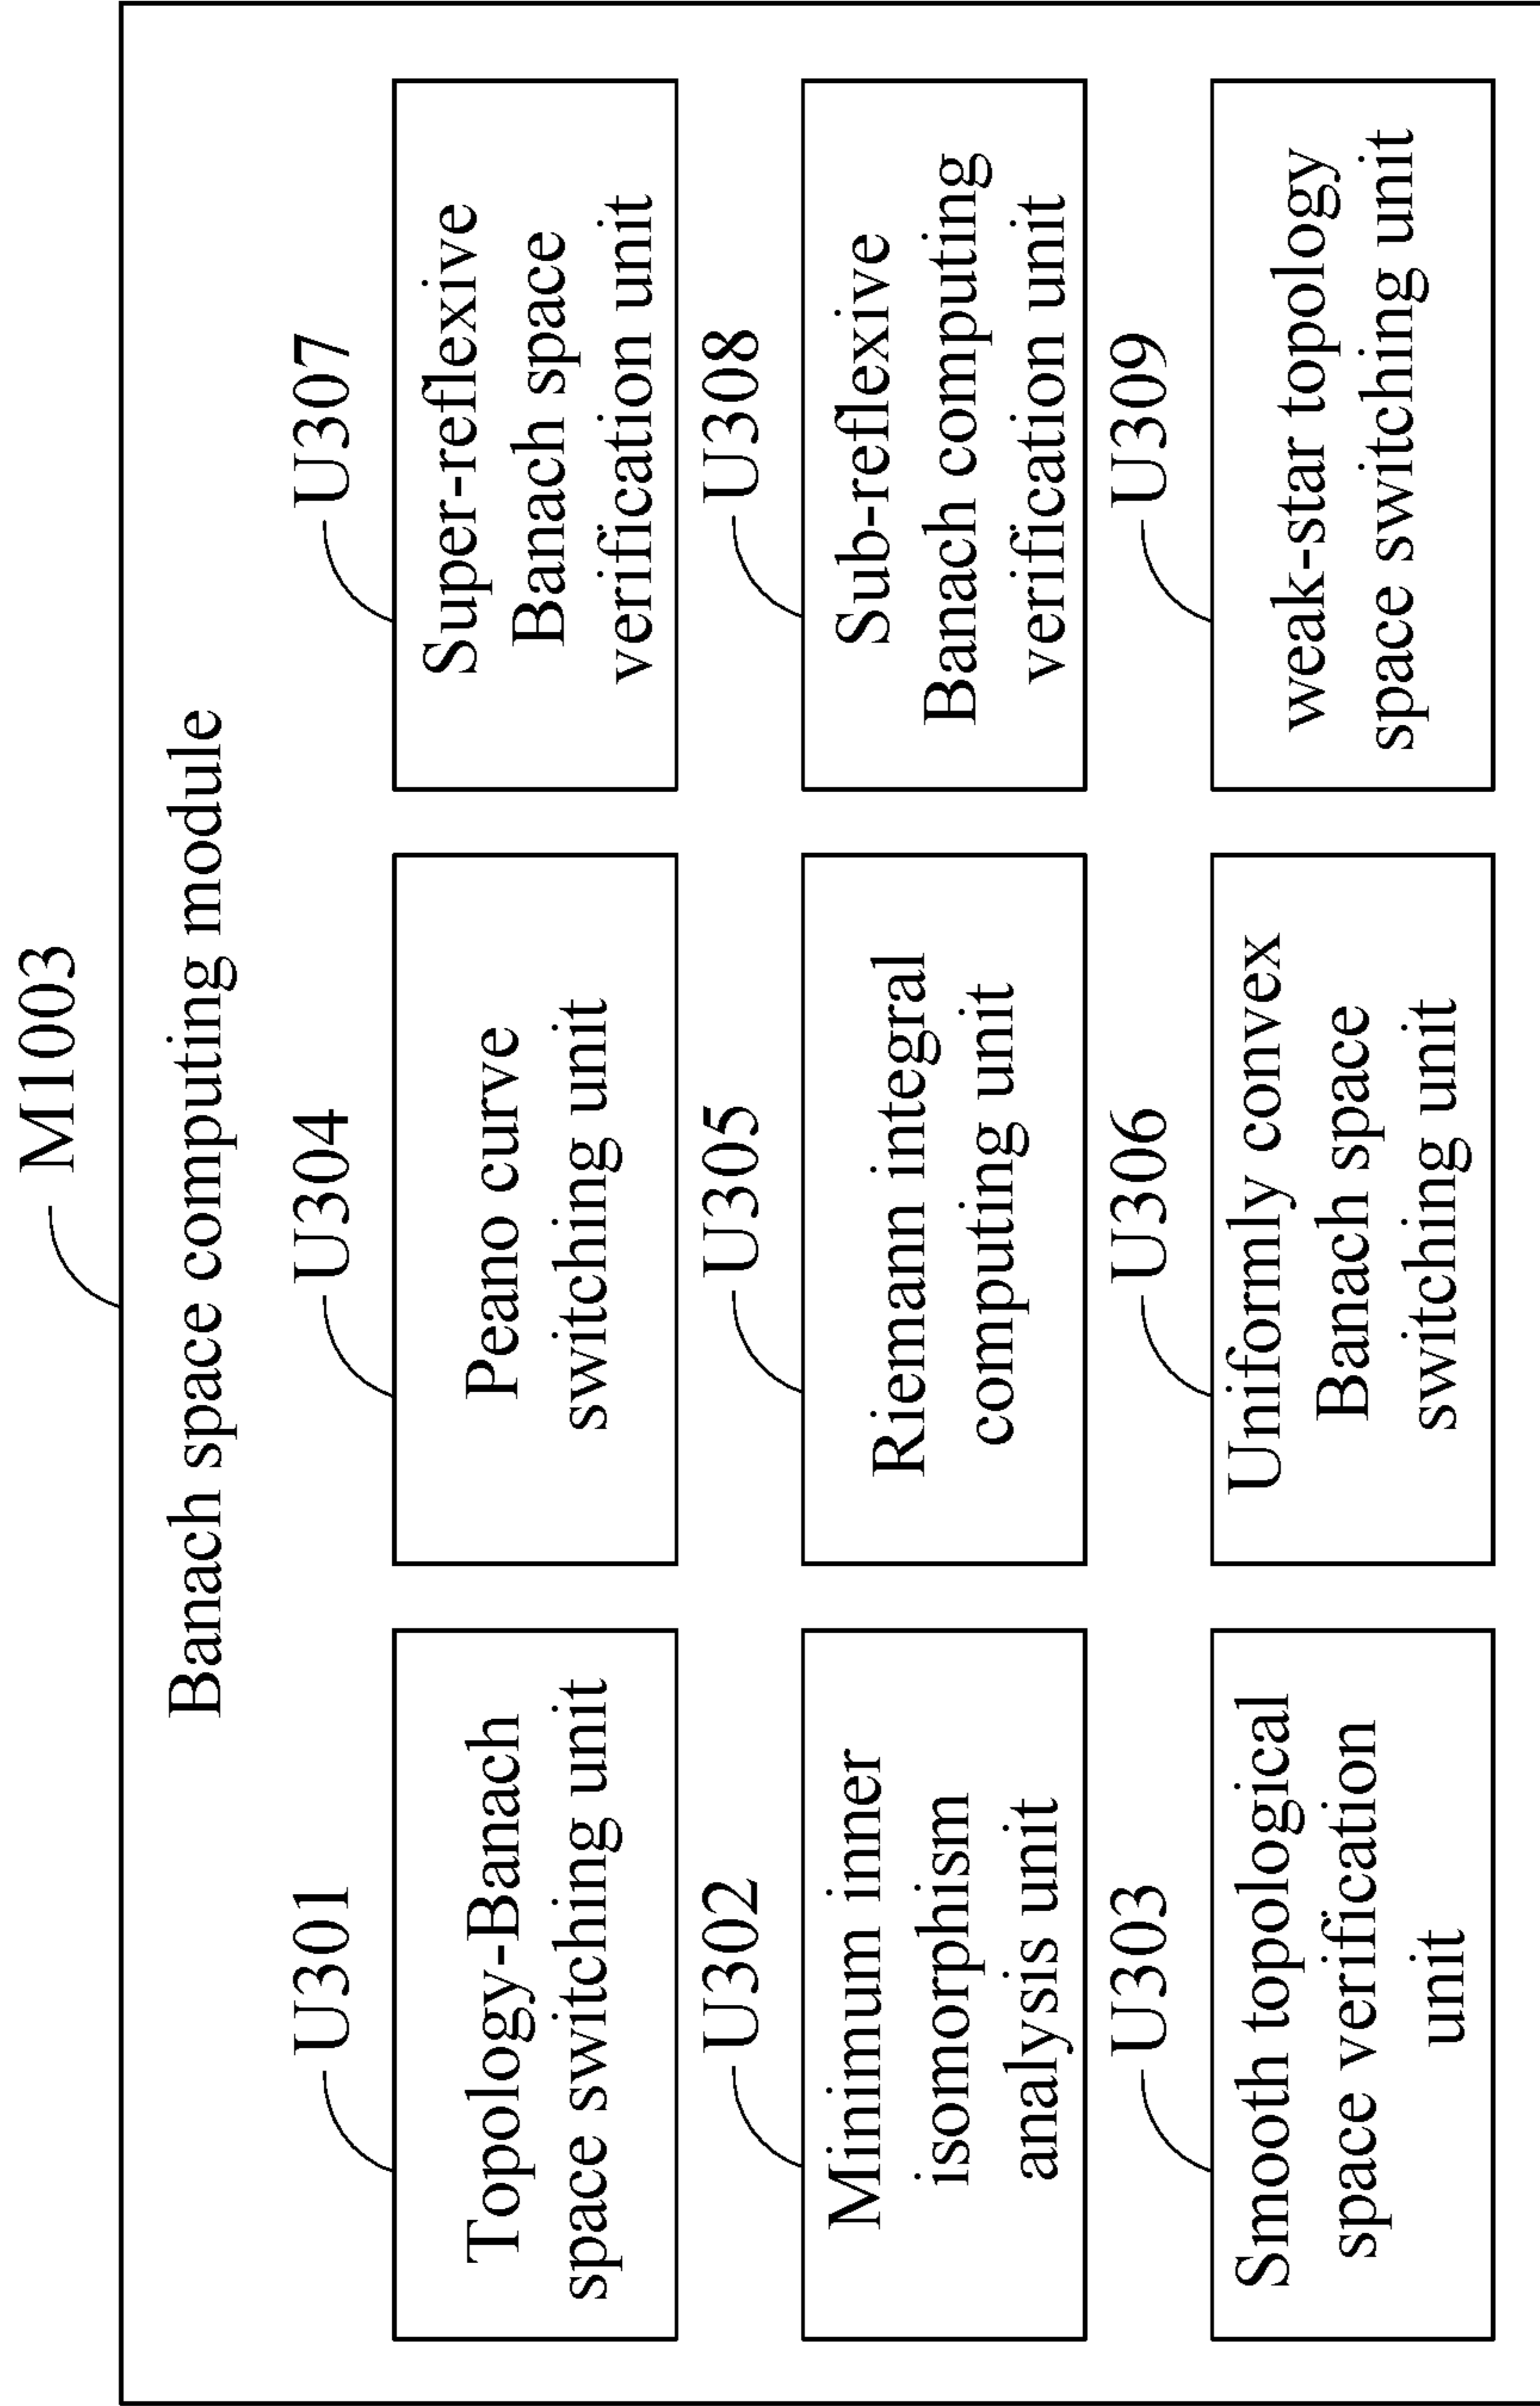 M1003
Banach space computing module
U301
Topology-Banach
space switching unit
U302
Minimum inner
isomorphism
analysis unit
U303
Smooth topological
space verification
unit
U304
Peano curve
switching unit
U305
Riemann integral
computing unit
U306
Uniformly convex
Banach space
switching unit
U307
Super-reflexive
Banach space
verification unit
U308
Sub-reflexive
Banach computing
verification unit
U309
weak-star topology
space switching unit